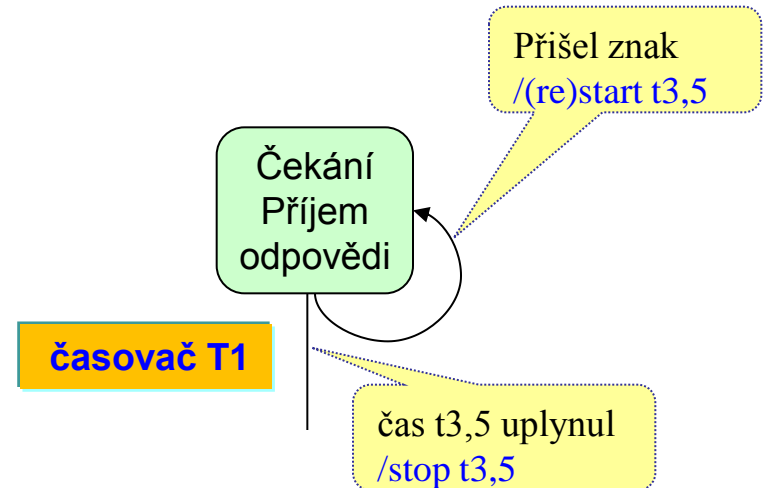 Přišel znak
/(re)start t3,5
Čekání
Příjem
odpovědi
časovač T1
čas t3,5 uplynul
/stop t3,5